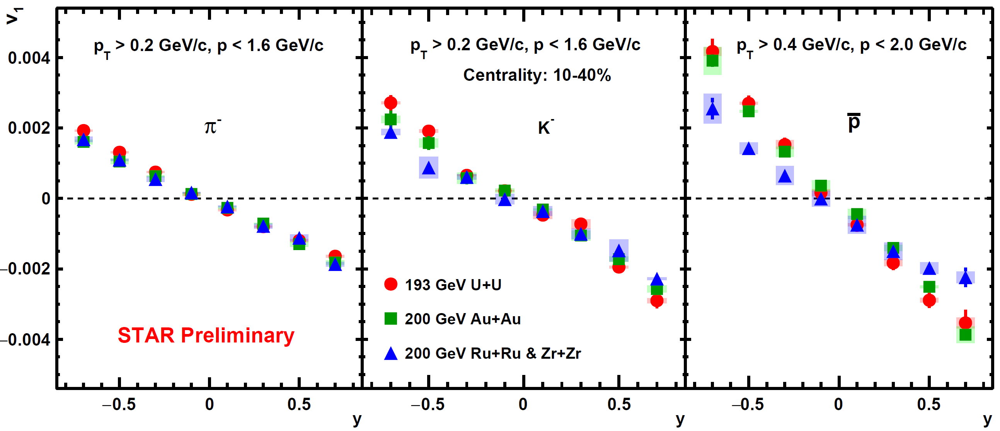 v1
pT > 0.2 GeV/c, p < 1.6 GeV/c
pT > 0.2 GeV/c, p < 1.6 GeV/c
pT > 0.4 GeV/c, p < 2.0 GeV/c
Centrality: 10-40%
π-
K-
p̅
0.004
0.002
0
−0.002
−0.004
193 GeV U+U
200 GeV Au+Au
200 GeV Ru+Ru & Zr+Zr
STAR Preliminary
−0.5 0 0.5
−0.5 0 0.5
−0.5 0 0.5
y
y
y